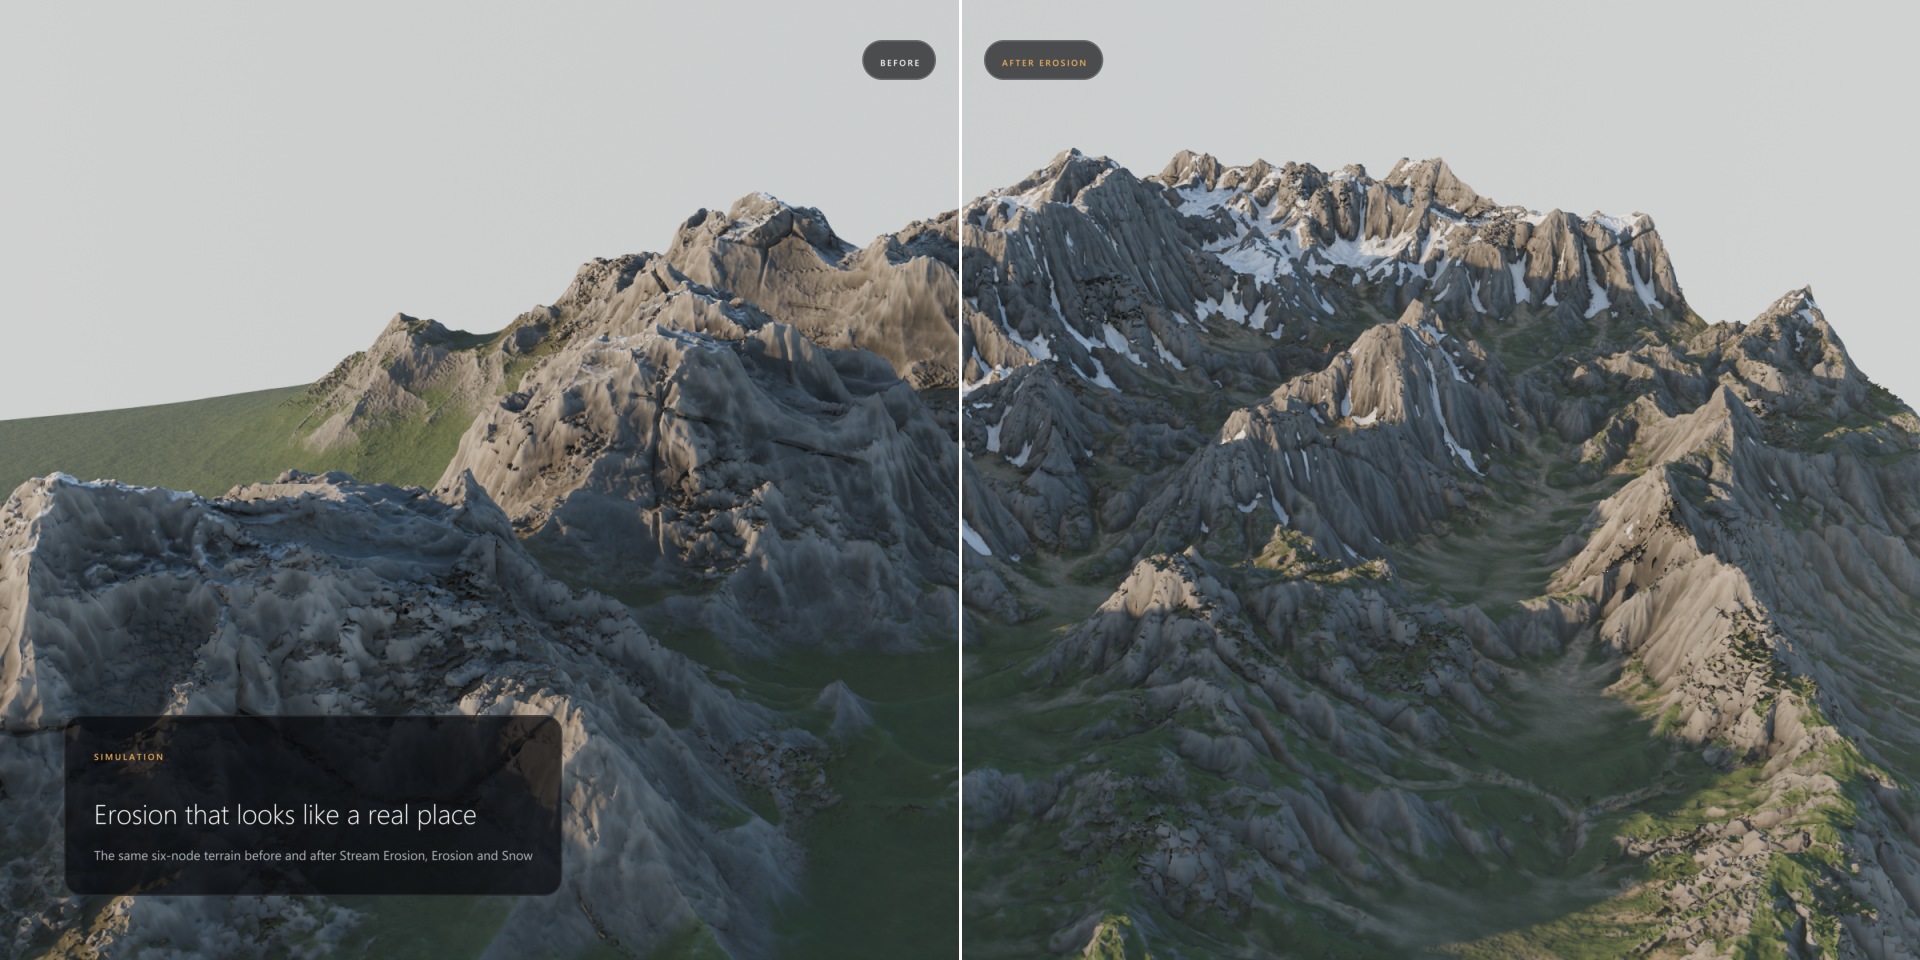 BEFORE
AFTER EROSION
SIMULATION
Erosion that looks like a real place
The same six-node terrain before and after Stream Erosion, Erosion and Snow